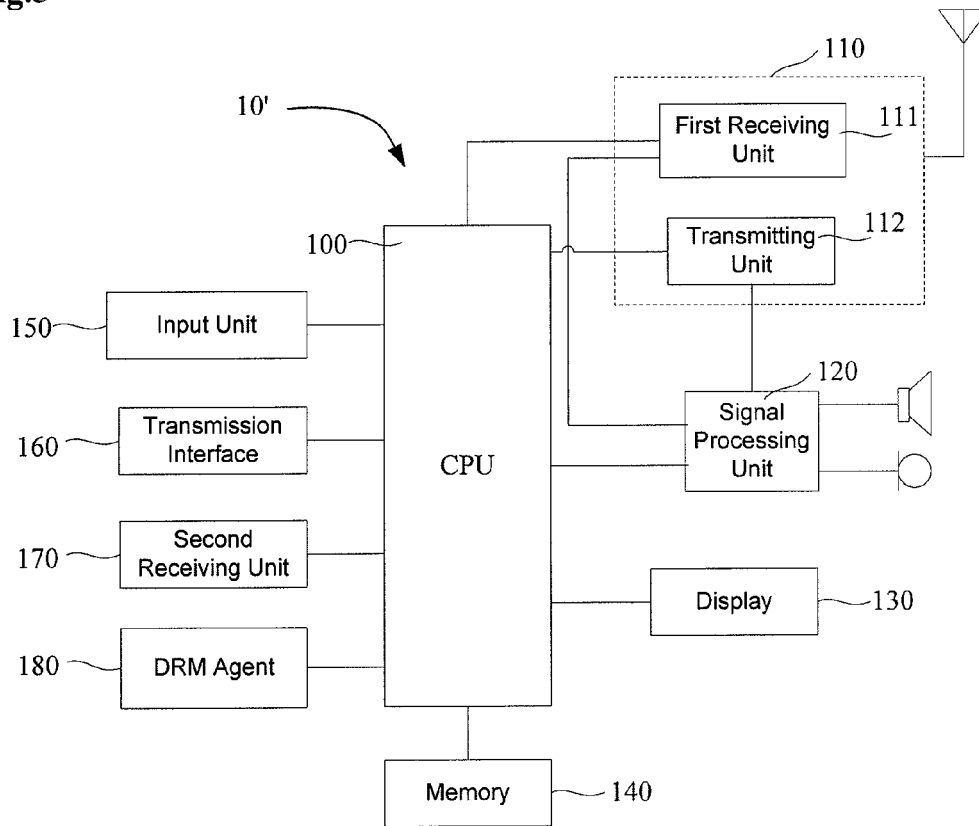 110
10'
First Receiving
Unit
111
100
Transmitting
Unit
112
150
Input Unit
120
Signal
Processing
Unit
160
Transmission
Interface
CPU
170
Second
Receiving Unit
Display
130
180
DRM Agent
Memory
140